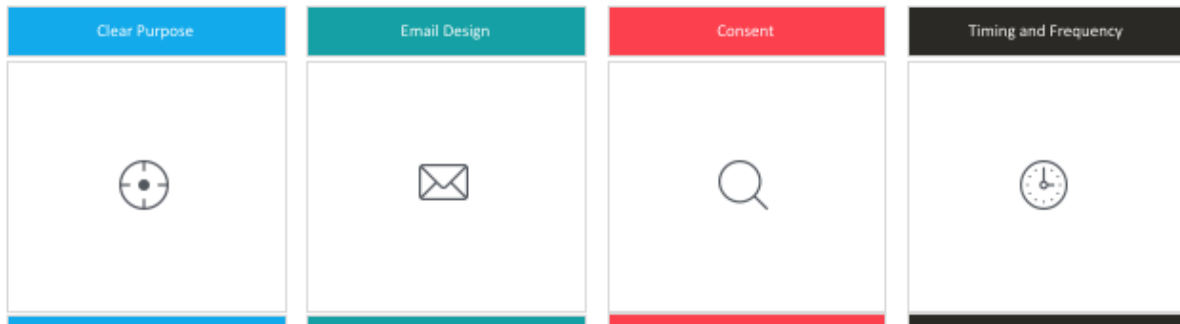 Clear Purpose
Email Design
Consent
Timing and Frequency